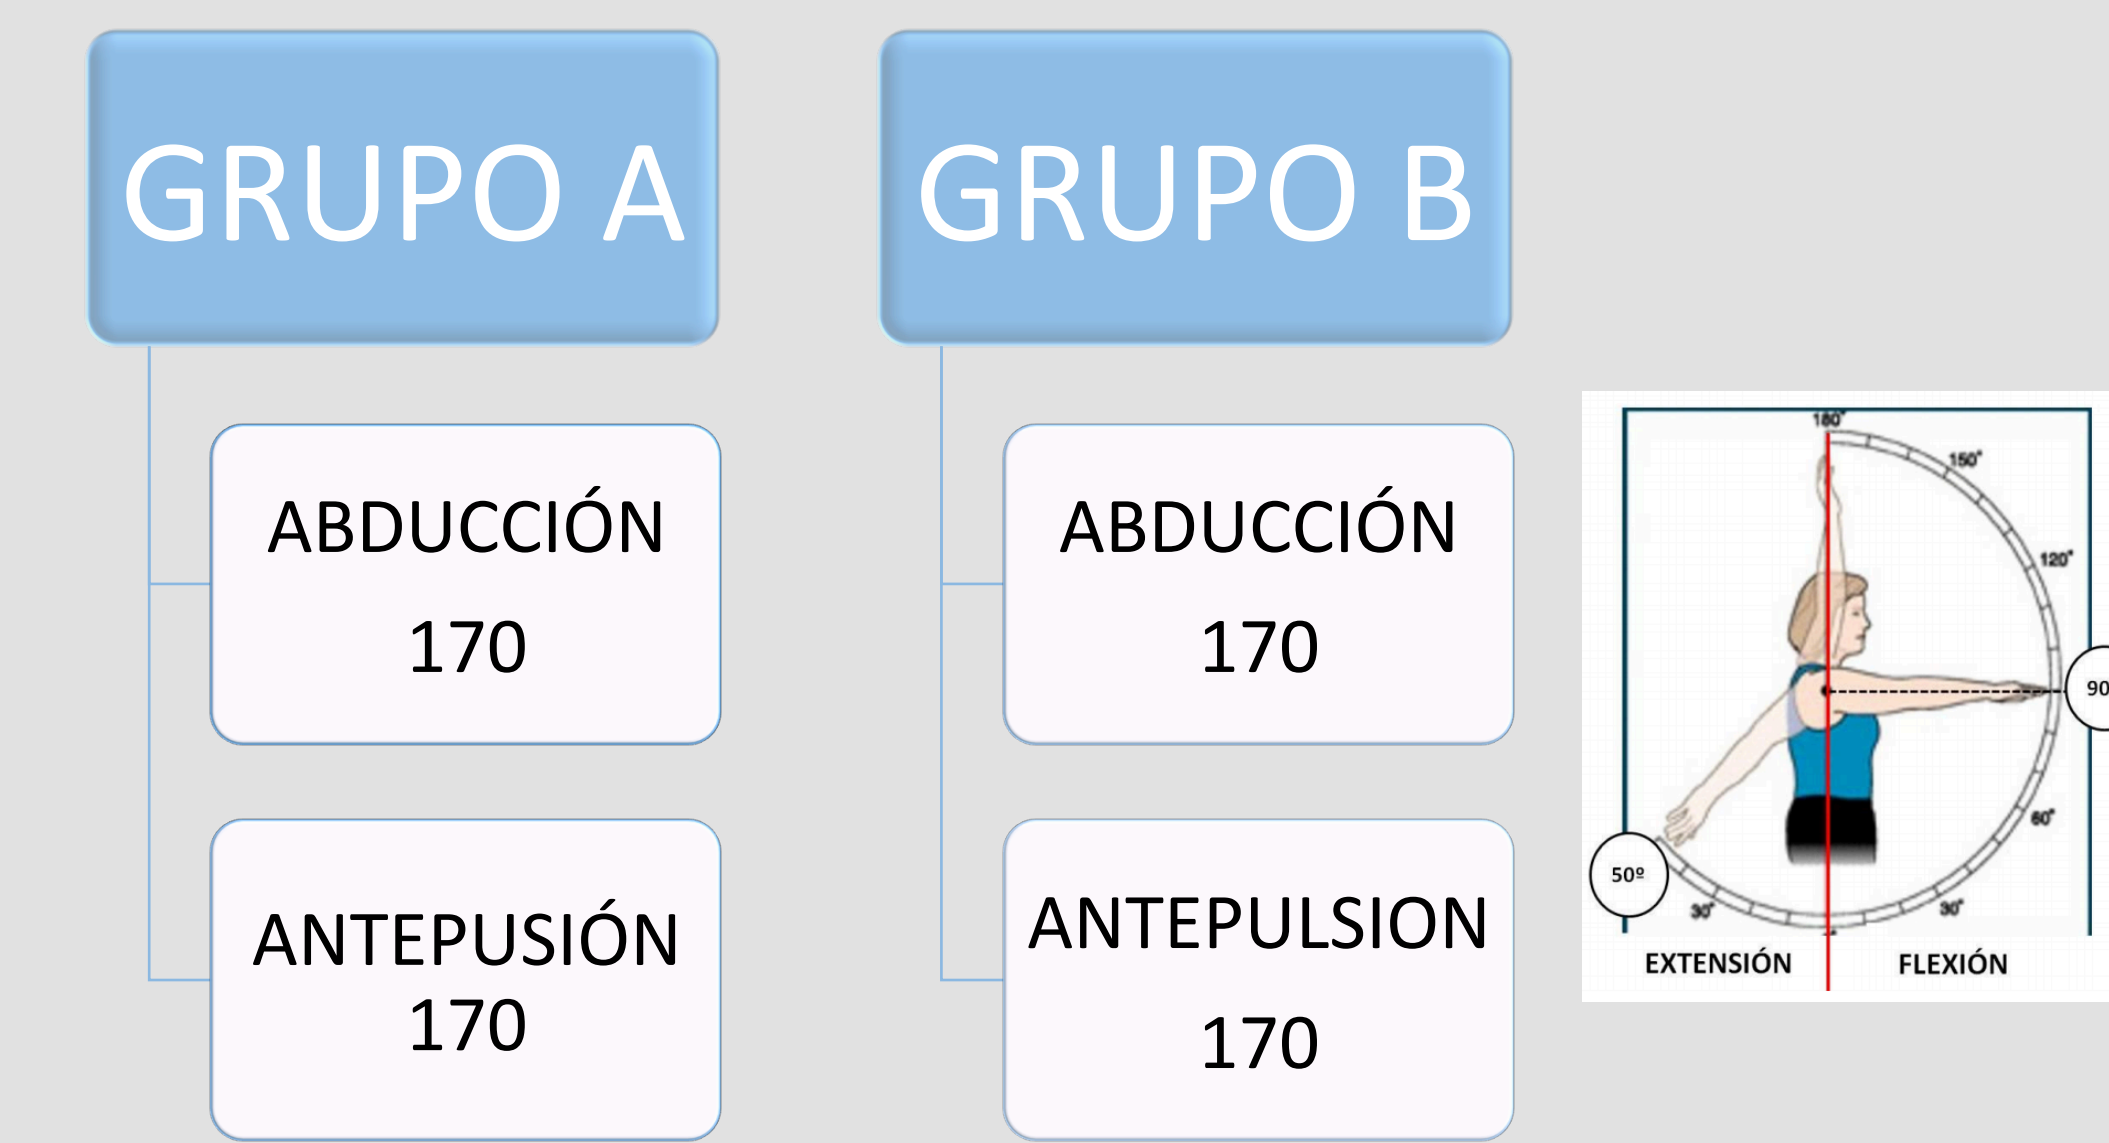 GRUPO A
ABDUCCIÓN
170
ANTEPUSIÓN
170
GRUPO B
ABDUCCIÓN
170
ANTEPULSION
170
180°
150°
120°
90
60°
30°
30°
50º
EXTENSIÓN
FLEXIÓN